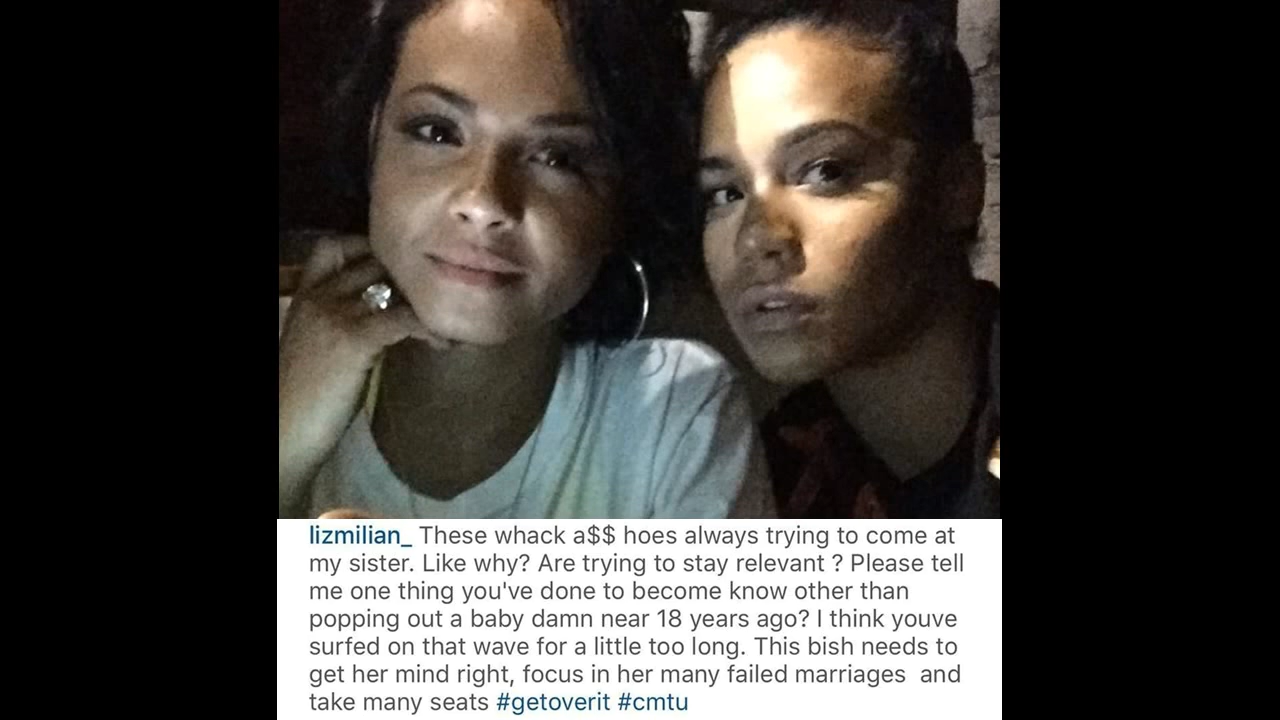 lizmilian_ These whack a$$ hoes always trying to come at
my sister. Like why? Are trying to stay relevant ? Please tell
me one thing you've done to become know other than
popping out a baby damn near 18 years ago? I think youve
surfed on that wave for a little too long. This bish needs to
get her mind right, focus in her many failed marriages  and
take many seats #getoverit #cmtu